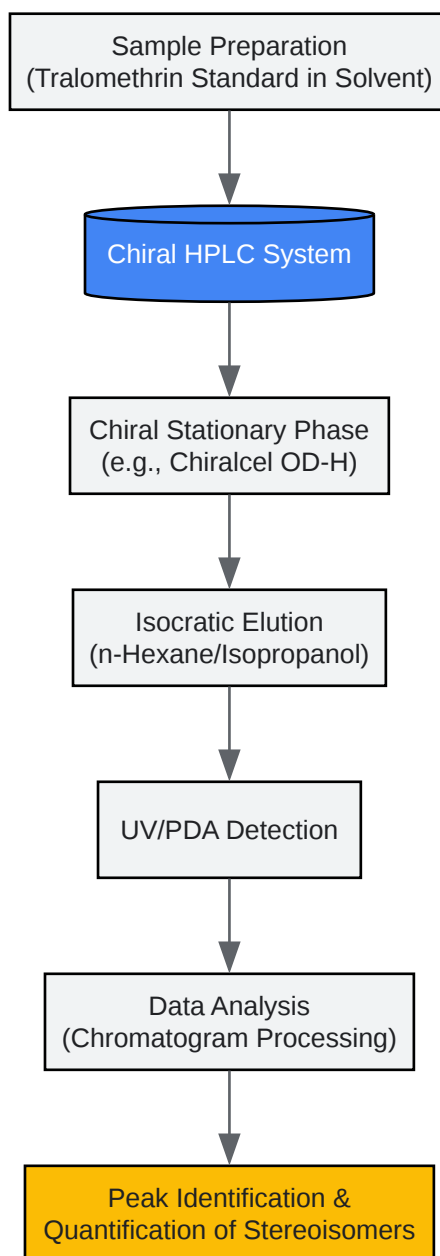 Sample Preparation
(Tralomethrin Standard in Solvent)
Chiral HPLC System
Chiral Stationary Phase
(e.g., Chiralcel OD-H)
Isocratic Elution
(n-Hexane/Isopropanol)
UV/PDA Detection
Data Analysis
(Chromatogram Processing)
Peak Identification &
Quantification of Stereoisomers